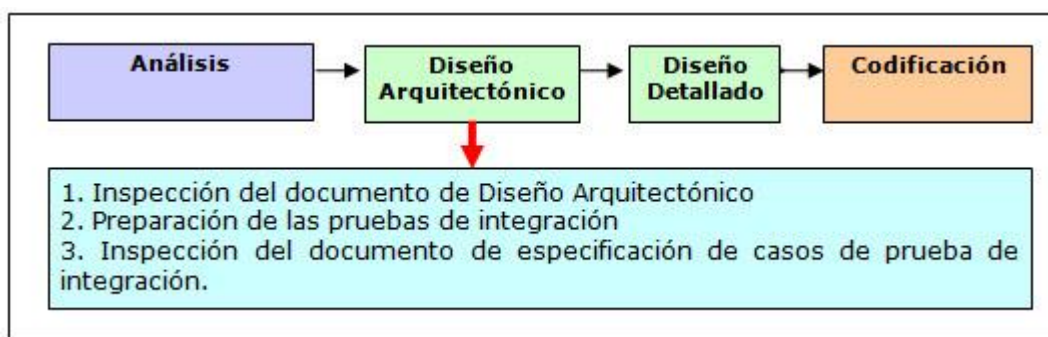 Análisis
Diseño
Arquitectónico
Diseño
Detallado
Codificación
1. Inspección del documento de Diseño Arquitectónico
2. Preparación de las pruebas de integración
3. Inspección del documento de especificación de casos de prueba de
integración.